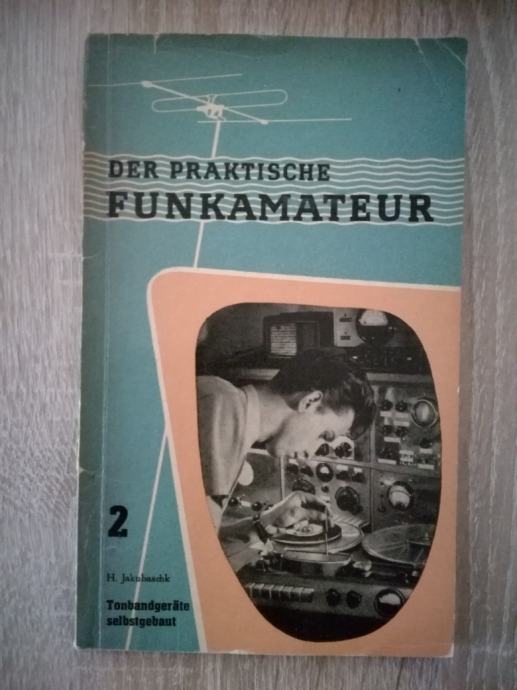 DER PRAKTISCHE
FUNKAMATEUR
2
H. Jakubaschk
Tonbandgeräte
selbstgebaut